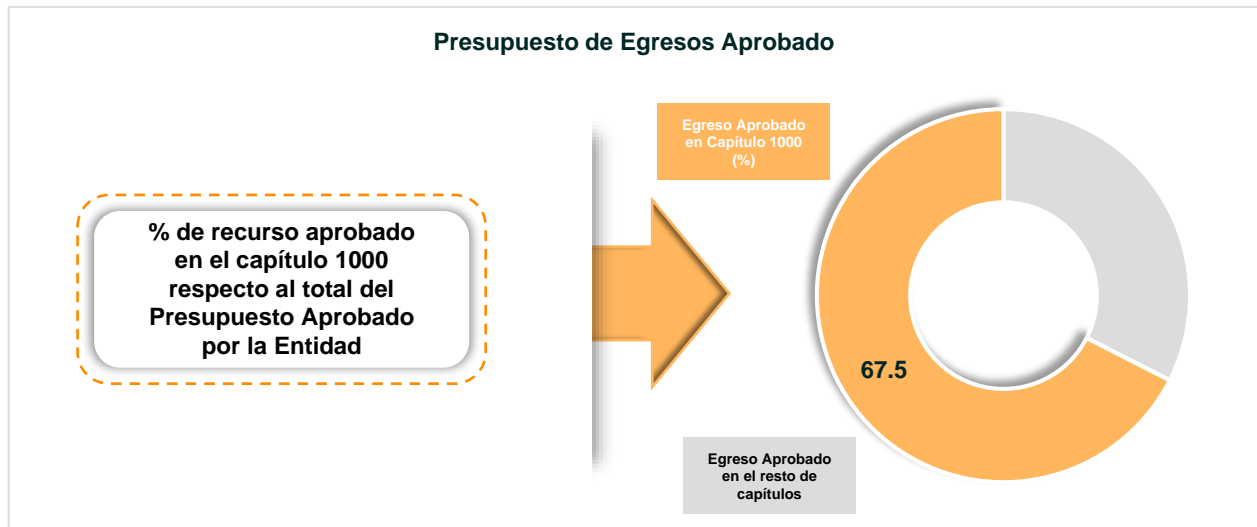 Presupuesto de Egresos Aprobado
% de recurso aprobado
en el capítulo 1000
respecto al total del
Presupuesto Aprobado
por la Entidad
Egreso Aprobado
en Capítulo 1000
(%)
67.5
Egreso Aprobado
en el resto de
capítulos